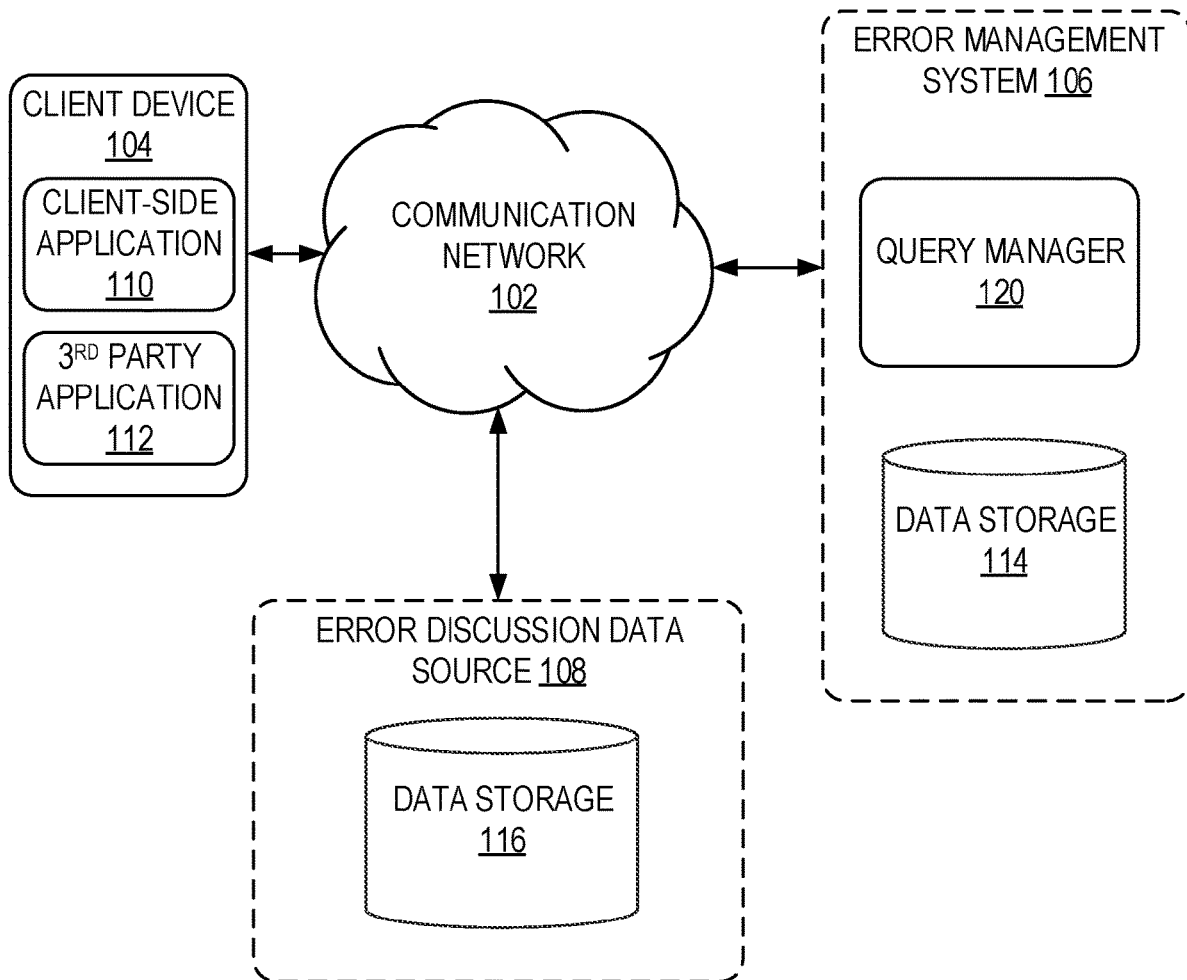 CLIENT DEVICE
104
CLIENT-SIDE
APPLICATION
110
3RD PARTY
APPLICATION
112
COMMUNICATION
NETWORK
102
ERROR MANAGEMENT
SYSTEM 106
QUERY MANAGER
120
DATA STORAGE
114
ERROR DISCUSSION DATA
SOURCE 108
DATA STORAGE
116